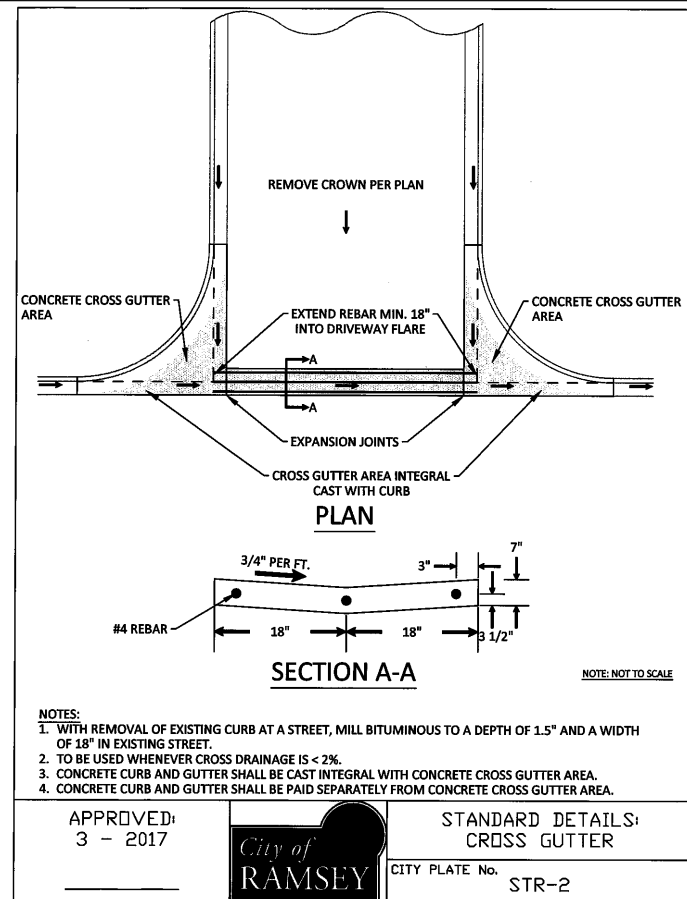 REMOVE CROWN PER PLAN
CONCRETE CROSS GUTTER
AREA
EXTEND REBAR MIN. 18"
INTO DRIVEWAY FLARE
CONCRETE CROSS GUTTER
AREA
A
A
EXPANSION JOINTS
CROSS GUTTER AREA INTEGRAL
CAST WITH CURB
PLAN
3/4" PER FT.
3"
7"
#4 REBAR
18"
18"
3 1/2"
SECTION A-A
NOTE: NOT TO SCALE
NOTES:
1. WITH REMOVAL OF EXISTING CURB AT A STREET, MILL BITUMINOUS TO A DEPTH OF 1.5" AND A WIDTH
OF 18" IN EXISTING STREET.
2. TO BE USED WHENEVER CROSS DRAINAGE IS < 2%.
3. CONCRETE CURB AND GUTTER SHALL BE CAST INTEGRAL WITH CONCRETE CROSS GUTTER AREA.
4. CONCRETE CURB AND GUTTER SHALL BE PAID SEPARATELY FROM CONCRETE CROSS GUTTER AREA.
APPROVED:
3 - 2017
City of
RAMSEY
STANDARD DETAILS:
CROSS GUTTER
CITY PLATE No.
STR-2